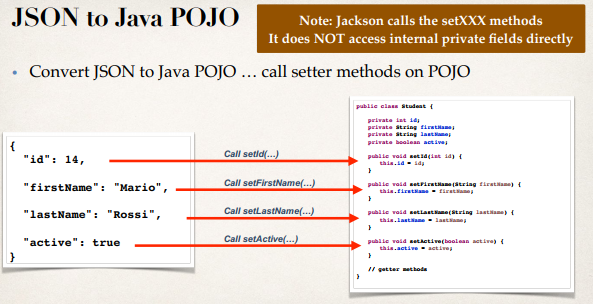 JSON to Java POJO
Note: Jackson calls the setXXX methods
It does NOT access internal private fields directly
• Convert JSON to Java POJO … call setter methods on POJO
{
"id": 14,
"firstName": "Mario",
"lastName": "Rossi",
"active": true
}
Call setId(…)
Call setFirstName(…)
Call setLastName(…)
Call setActive(…)
public class Student {
private int id;
private String firstName;
private String lastName;
private boolean active;
public void setId(int id) {
this.id = id;
}
public void setFirstName(String firstName) {
this.firstName = firstName;
}
public void setLastName(String lastName) {
this.lastName = lastName;
}
public void setActive(boolean active) {
this.active = active;
}
// getter methods
}